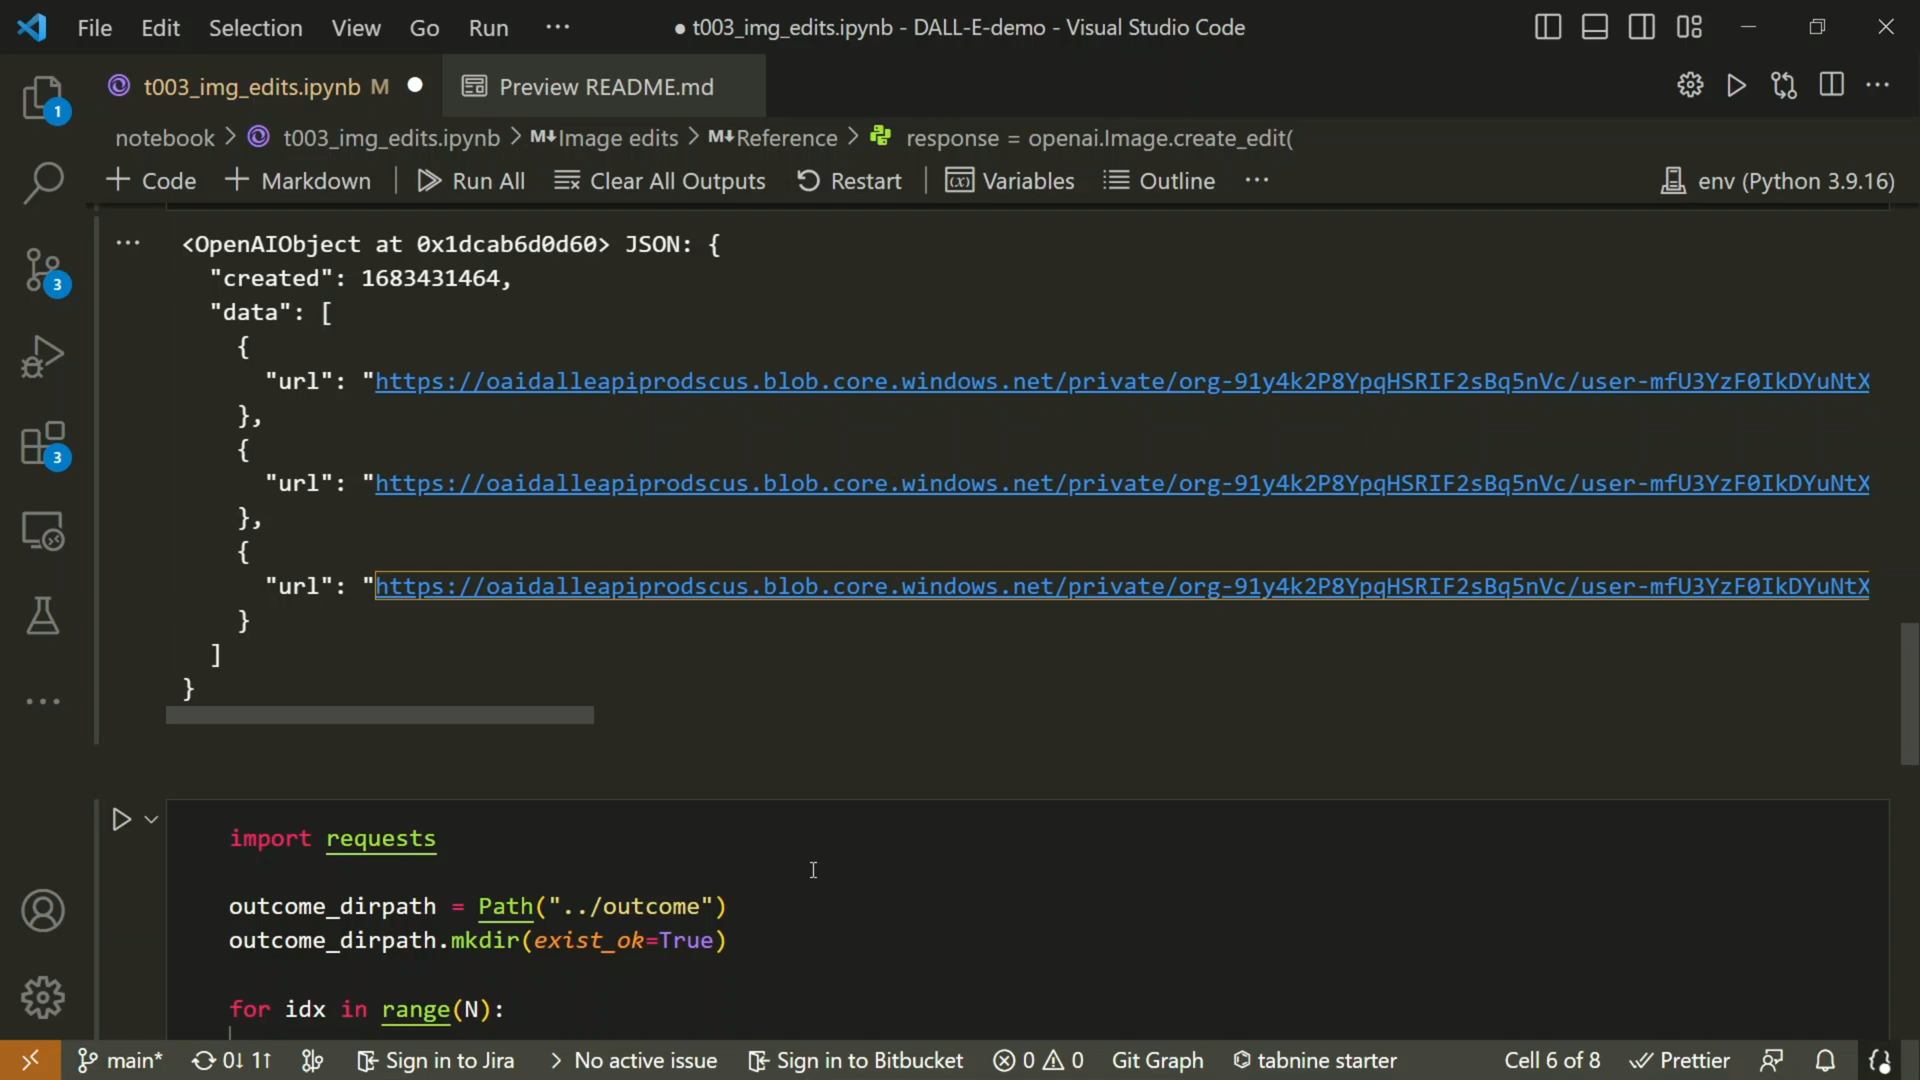 File Edit Selection View Go Run ··· ● t003_img_edits.ipynb - DALL-E-demo - Visual Studio Code
t003_img_edits.ipynb M Preview README.md
notebook > t003_img_edits.ipynb > M↓Image edits > M↓Reference > response = openai.Image.create_edit(
+ Code + Markdown | Run All Clear All Outputs Restart | Variables Outline ··· env (Python 3.9.16)
1
3
3
··· <OpenAIObject at 0x1dcab6d0d60> JSON: {
"created": 1683431464,
"data": [
{
"url": "https://oaidalleapiprodscus.blob.core.windows.net/private/org-91y4k2P8YpqHSRIF2sBq5nVc/user-mfU3YzF0IkDYuNtX
},
{
"url": "https://oaidalleapiprodscus.blob.core.windows.net/private/org-91y4k2P8YpqHSRIF2sBq5nVc/user-mfU3YzF0IkDYuNtX
},
{
"url": "https://oaidalleapiprodscus.blob.core.windows.net/private/org-91y4k2P8YpqHSRIF2sBq5nVc/user-mfU3YzF0IkDYuNtX
}
]
}
import requests
outcome_dirpath = Path("../outcome")
outcome_dirpath.mkdir(exist_ok=True)
for idx in range(N):
main* 0↓ 1↑ Sign in to Jira > No active issue Sign in to Bitbucket 0 0 Git Graph tabnine starter Cell 6 of 8 Prettier